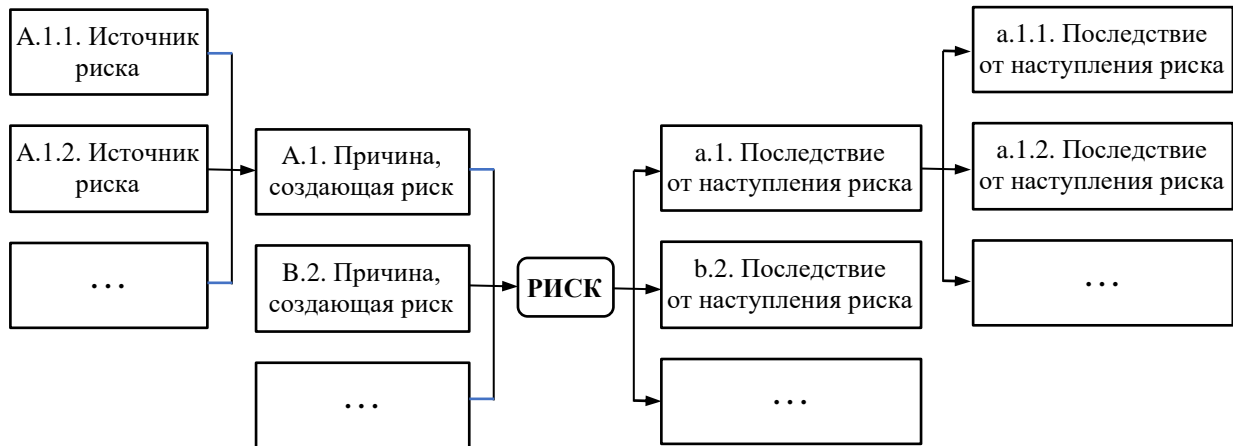 А.1.1. Источник
риска
А.1.2. Источник
риска
…
А.1. Причина,
создающая риск
В.2. Причина,
создающая риск
…
РИСК
а.1. Последствие
от наступления риска
b.2. Последствие
от наступления риска
…
а.1.1. Последствие
от наступления риска
а.1.2. Последствие
от наступления риска
…